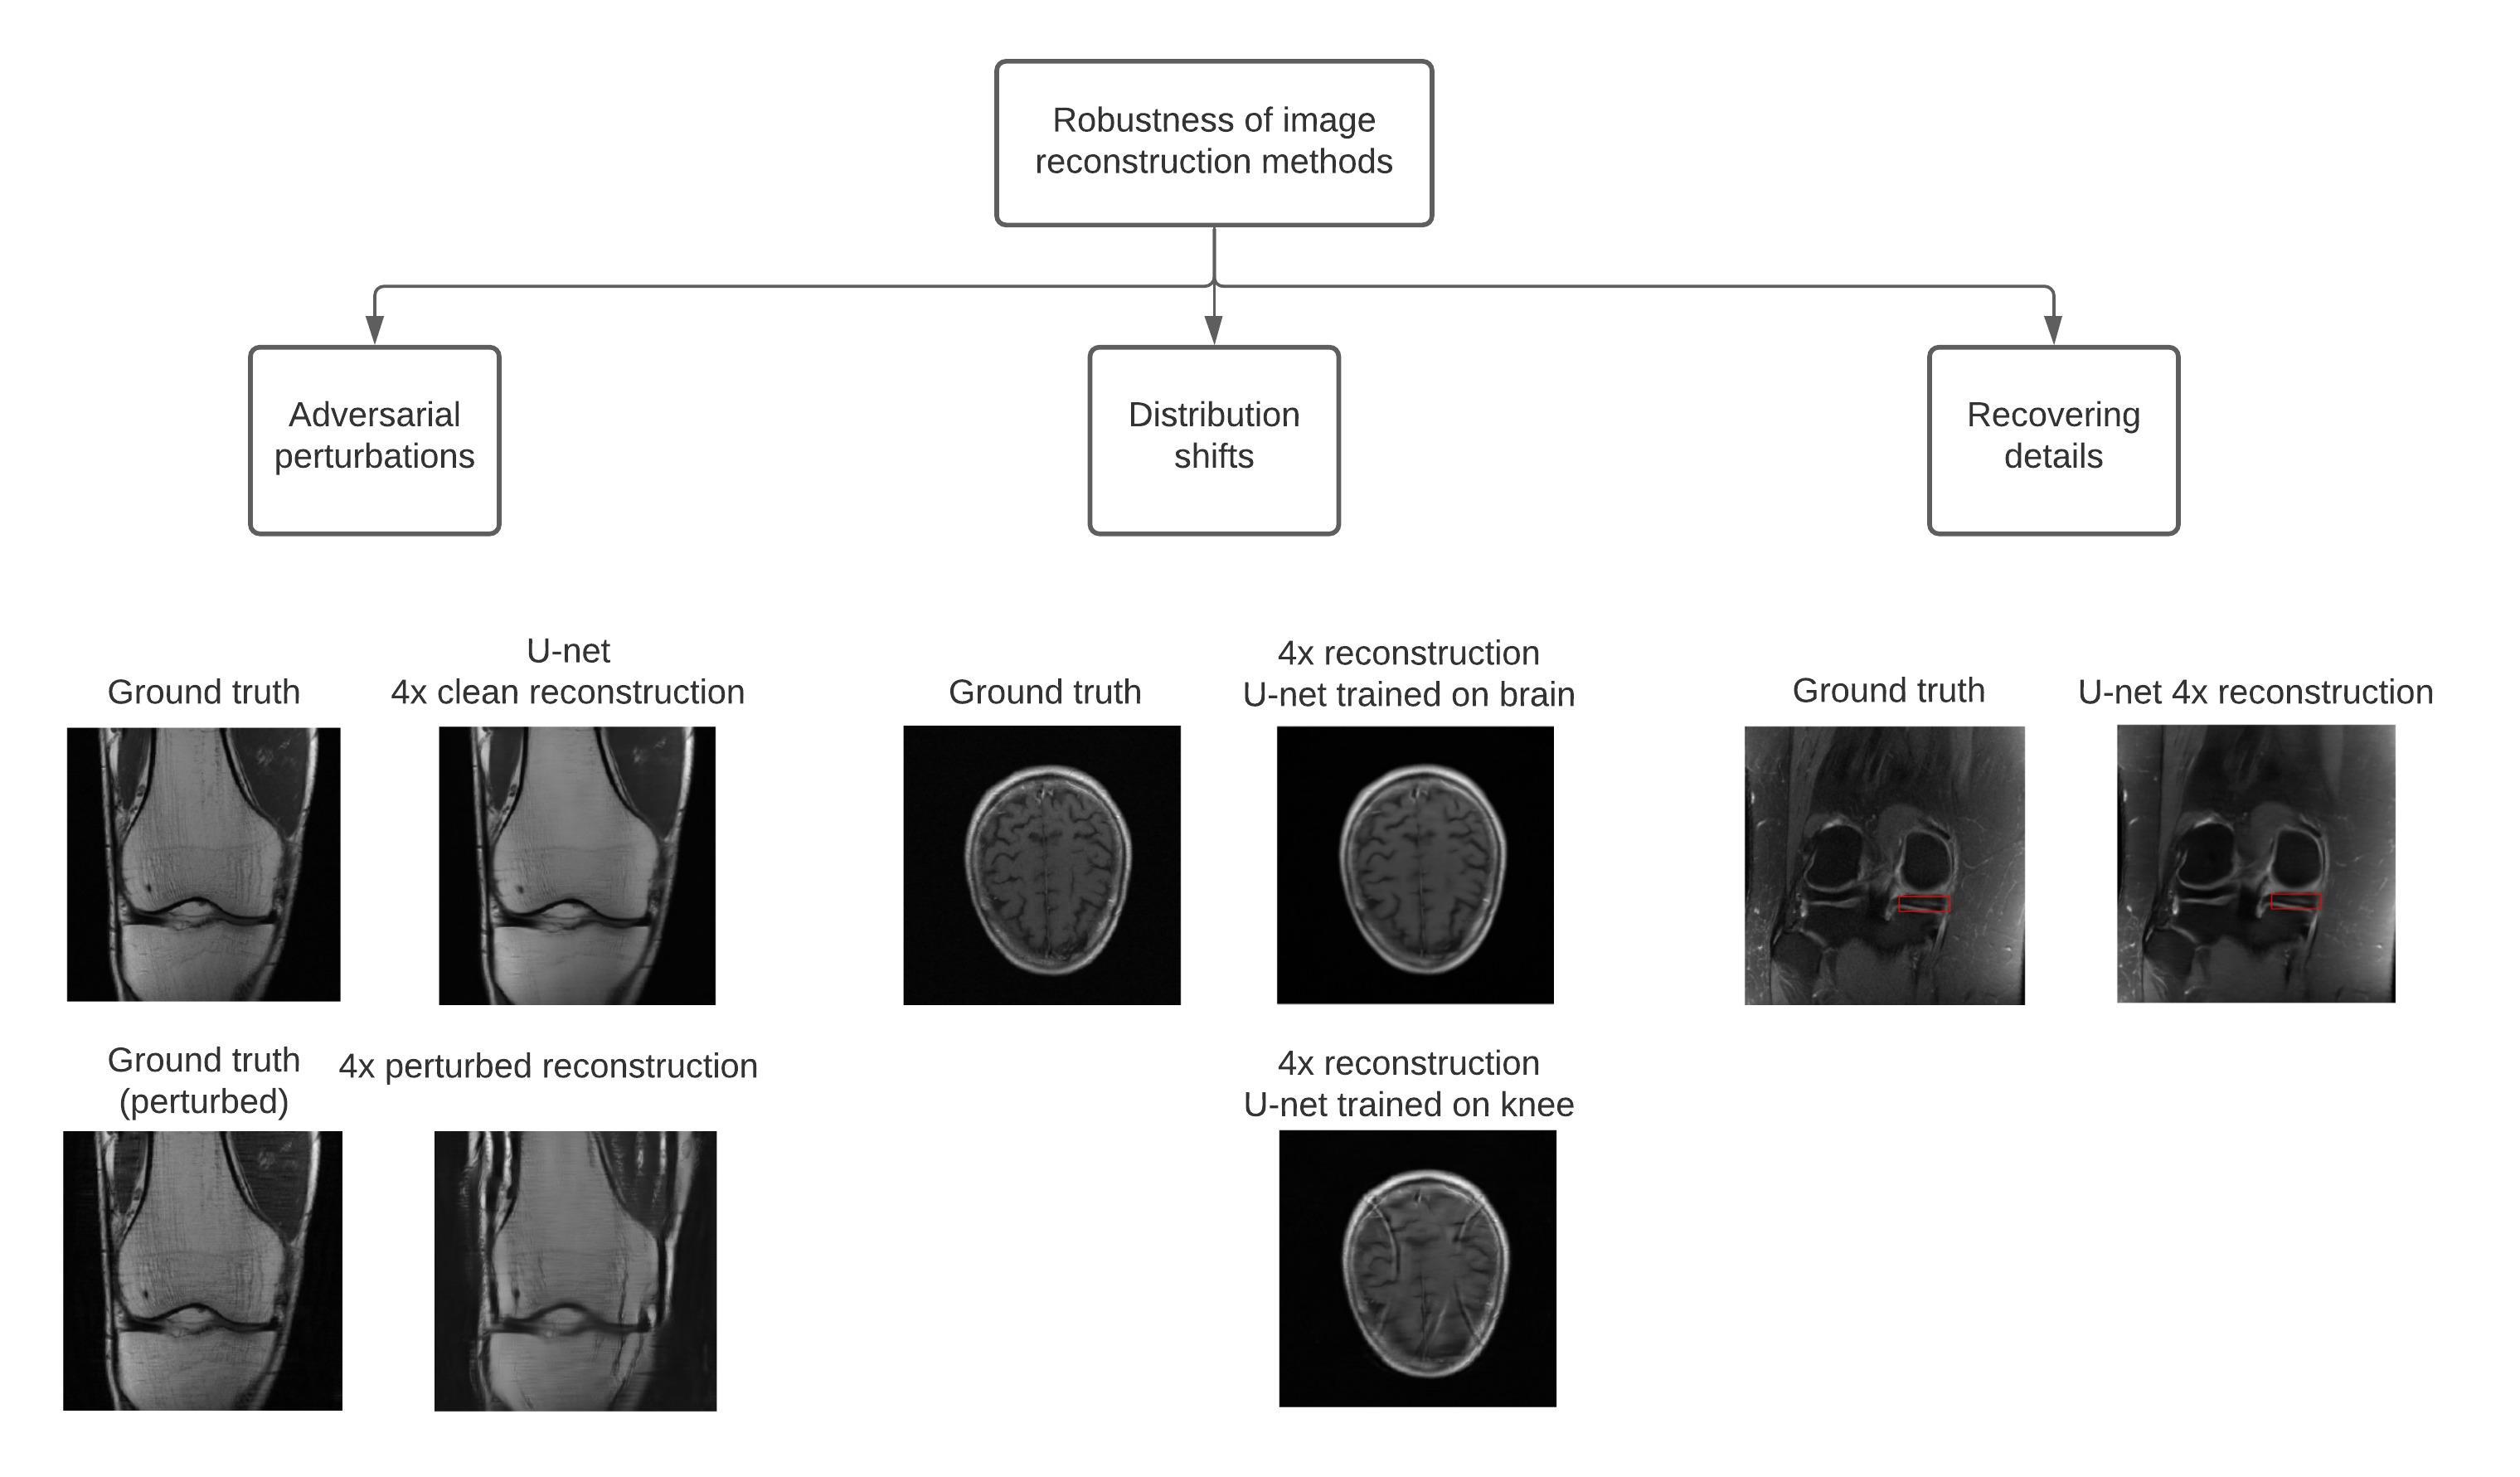 Robustness of image
reconstruction methods
Adversarial
perturbations
Distribution
shifts
Recovering
details
Ground truth
U-net
4x clean reconstruction
Ground truth
(perturbed)
4x perturbed reconstruction
Ground truth
4x reconstruction
U-net trained on brain
4x reconstruction
U-net trained on knee
Ground truth
U-net 4x reconstruction